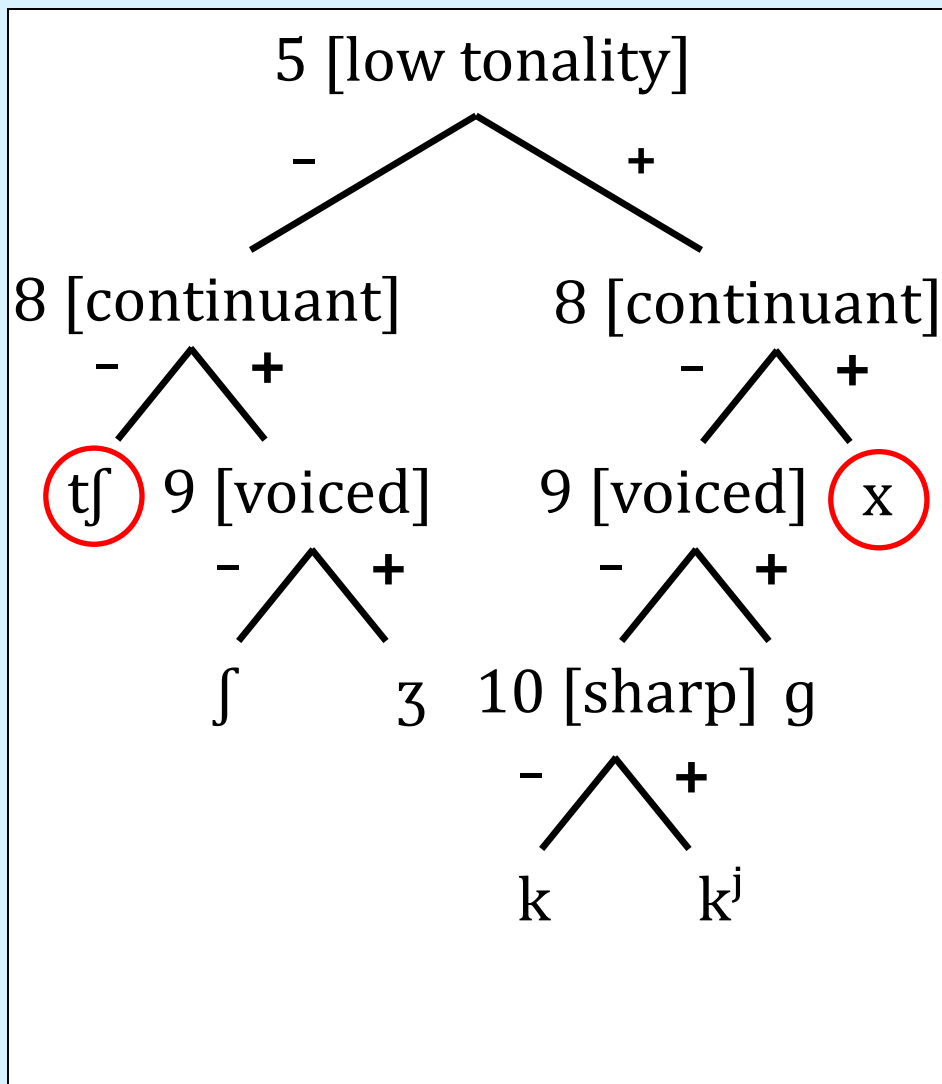 5 [low tonality]
– +
8 [continuant] 8 [continuant]
– + – +
tʃ 9 [voiced] 9 [voiced] x
– + – +
ʃ ʒ 10 [sharp] g
– +
k kʲ